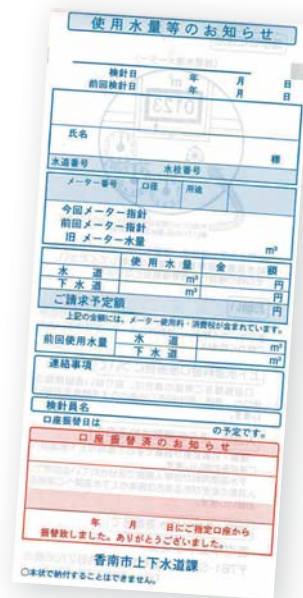 使用水量等のお知らせ
検針日 年 月 日
前回検針日 年 月 日
氏名 様
水道番号 水栓番号
メーター番号 口径 用途
今回メーター指針
前回メーター指針
旧 メーター水量 m³
使用水量 金額
水道 m³ 円
下水道 m³ 円
ご請求予定額 円
上記の金額には、メーター使用料・消費税が含まれています。
前回使用水量 水道 m³
下水道 m³
連絡事項
検針員名
口座振替日は の予定です。
口座振替済のお知らせ
年 月 日にご指定口座から
振替致しました。ありがとうございました。
香南市上下水道課
○本状で納付することはできません。